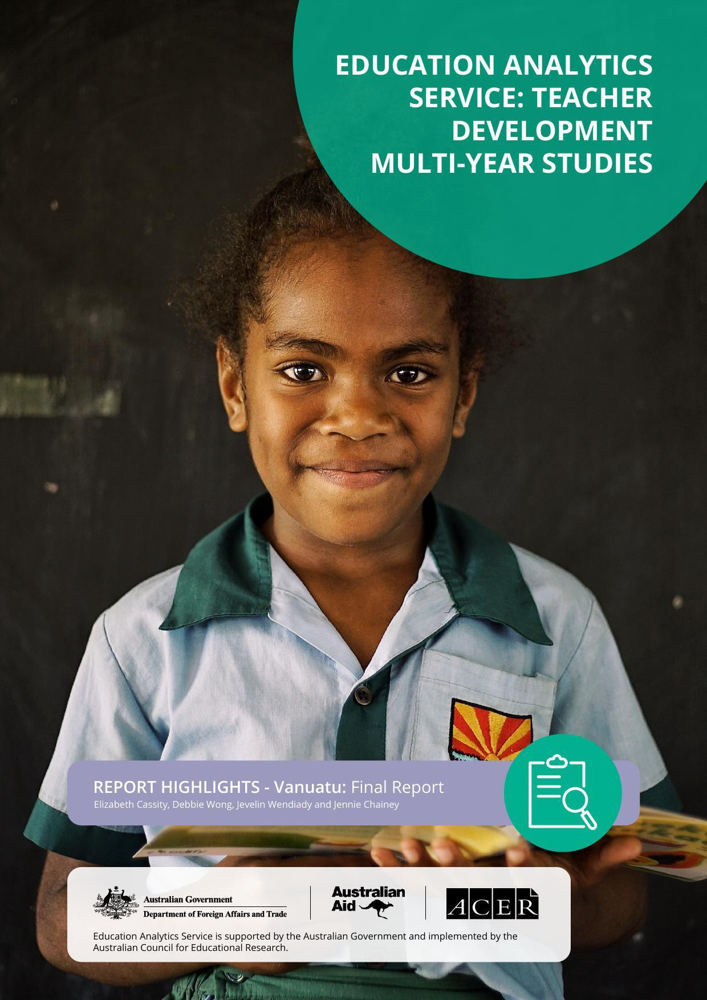 EDUCATION ANALYTICS
SERVICE: TEACHER
DEVELOPMENT
MULTI-YEAR STUDIES
REPORT HIGHLIGHTS - Vanuatu: Final Report
Elizabeth Cassity, Debbie Wong, Jevelin Wendiady and Jennie Chainey
Australian Government
Department of Foreign Affairs and Trade
Australian
Aid
ACER
Education Analytics Service is supported by the Australian Government and implemented by the
Australian Council for Educational Research.